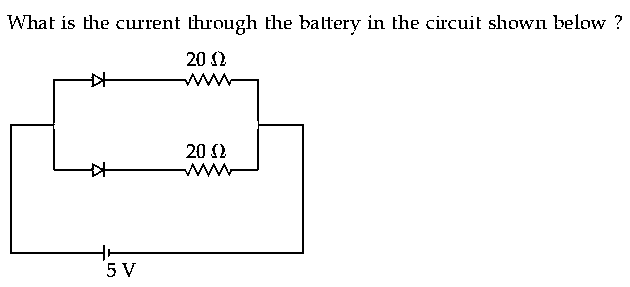 What is the current through the battery in the circuit shown below ?
20 Ω
20 Ω
5 V